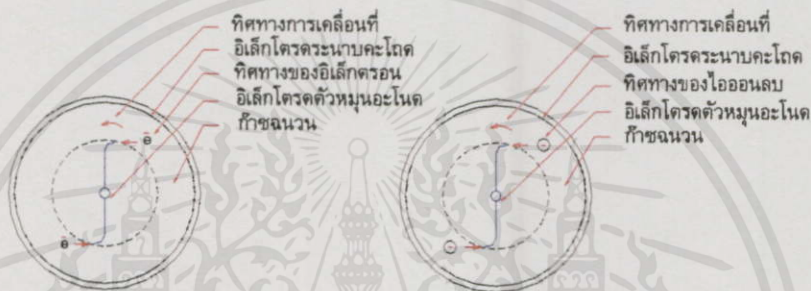 ทิศทางการเคลื่อนที่
อิเล็กโตรดระนาบคะโถด
ทิศทางของอิเล็กตรอน
อิเล็กโตรดตัวหมุนอะโนด
ก๊าซฉนวน
ē
ē
ทิศทางการเคลื่อนที่
อิเล็กโตรดระนาบคะโถด
ทิศทางของไอออนลบ
อิเล็กโตรดตัวหมุนอะโนด
ก๊าซฉนวน